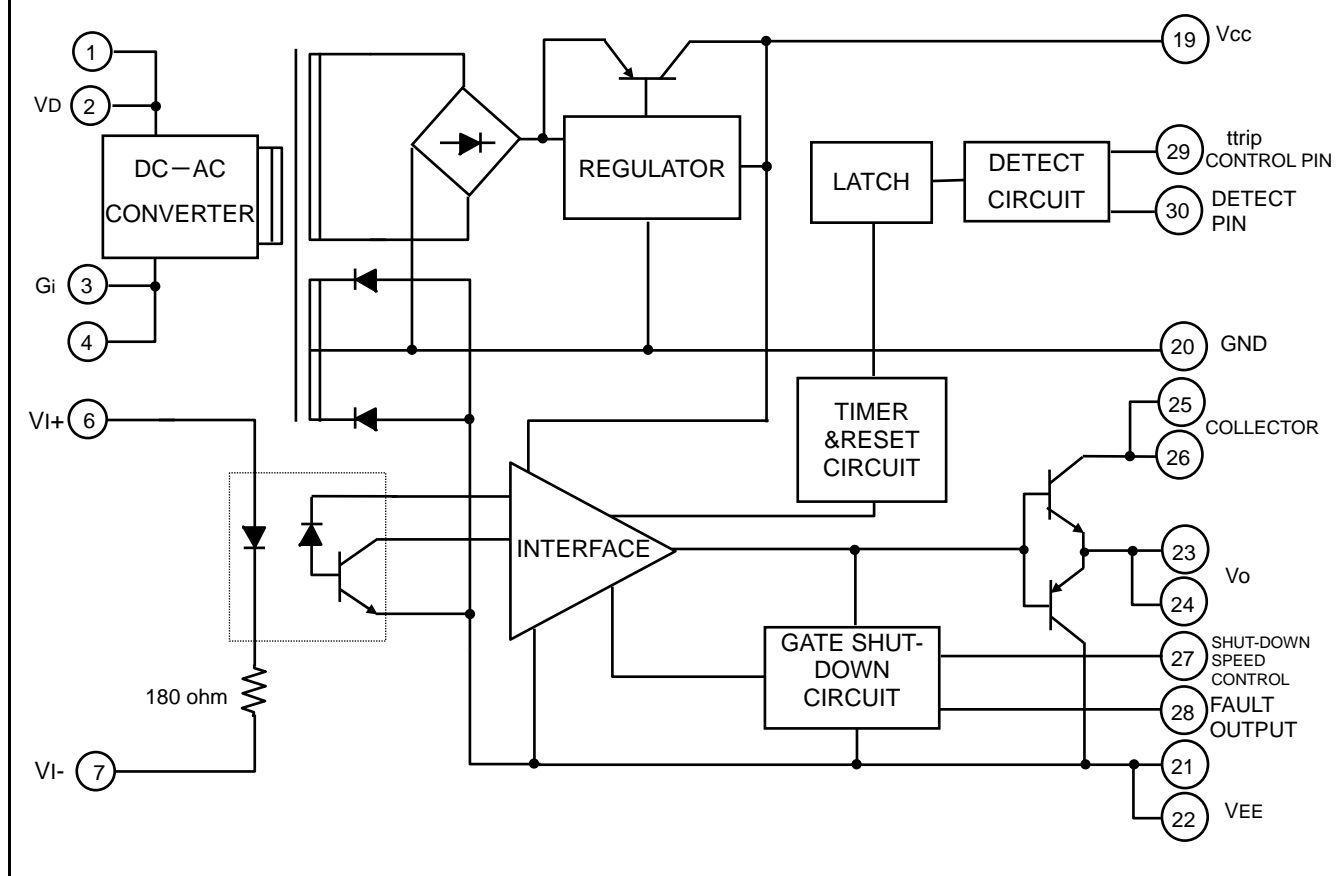 1
VD 2
DC－AC
CONVERTER
Gi 3
4
VI+ 6
180 ohm
VI- 7
REGULATOR
LATCH
DETECT
CIRCUIT
TIMER
&RESET
CIRCUIT
INTERFACE
GATE SHUT-
DOWN
CIRCUIT
19 Vcc
29 ttrip
CONTROL PIN
30 DETECT
PIN
20 GND
25
COLLECTOR
26
23
Vo
24
27 SHUT-DOWN
SPEED
CONTROL
28 FAULT
OUTPUT
21
VEE
22